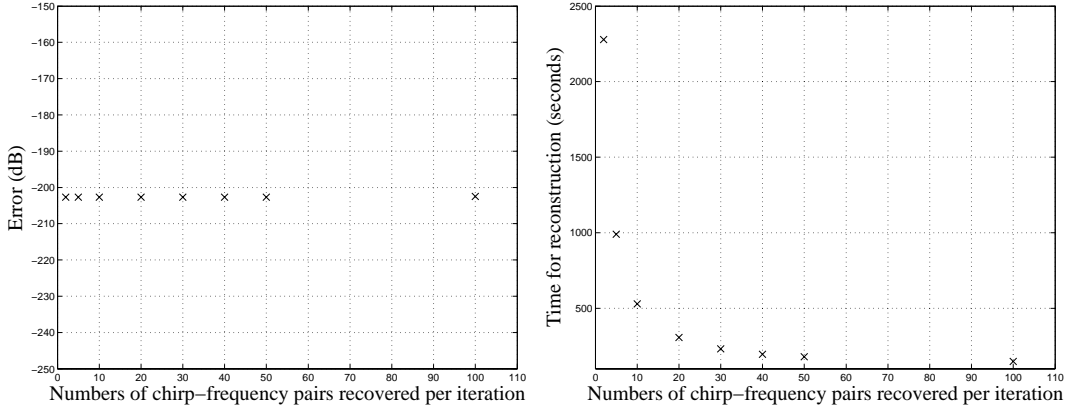 −150
−160
−170
−180
−190
−200
−210
−220
−230
−240
−250
Error (dB)
0 10 20 30 40 50 60 70 80 90 100 110
Numbers of chirp−frequency pairs recovered per iteration
2500
2000
1500
1000
500
Time for reconstruction (seconds)
0 10 20 30 40 50 60 70 80 90 100 110
Numbers of chirp−frequency pairs recovered per iteration